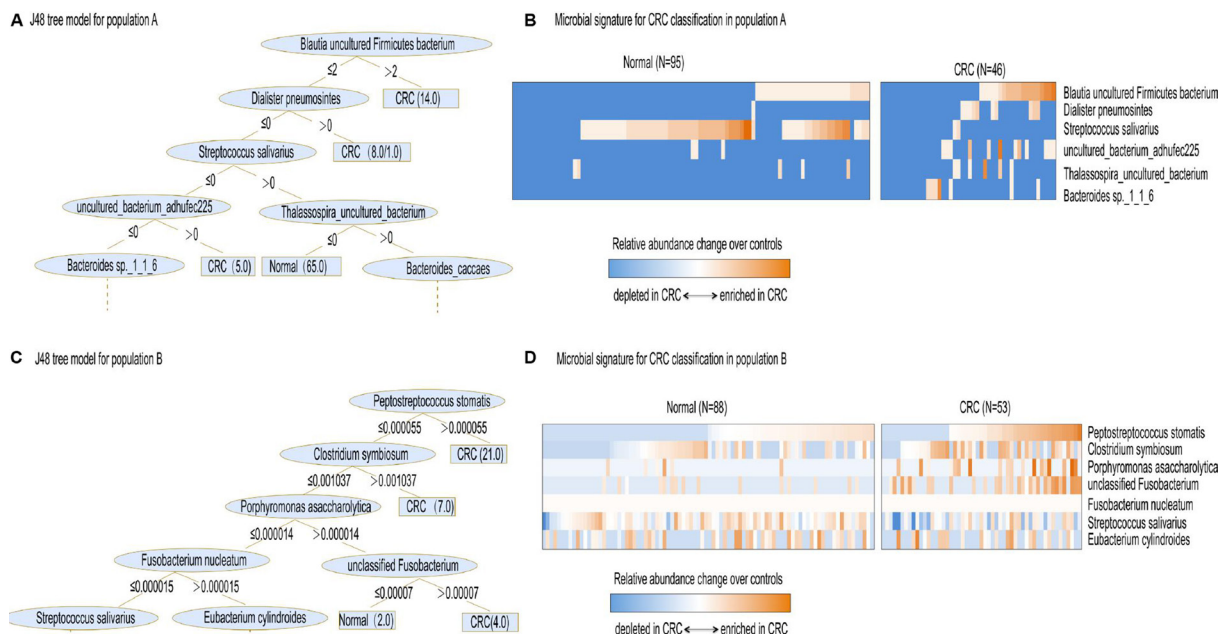 A J48 tree model for population A
Blautia uncultured Firmicutes bacterium
≤2 >2
Dialister pneumosintes CRC (14.0)
≤0 >0
Streptococcus salivarius CRC (8.0/1.0)
≤0 >0
uncultured_bacterium_adhufec225 Thalassospira_uncultured_bacterium
≤0 >0 ≤0 >0
Bacteroides sp._1_1_6 CRC (5.0) Normal (65.0) Bacteroides_caccaes
B Microbial signature for CRC classification in population A
Normal (N=95) CRC (N=46)
Blautia uncultured Firmicutes bacterium
Dialister pneumosintes
Streptococcus salivarius
uncultured_bacterium_adhufec225
Thalassospira_uncultured_bacterium
Bacteroides sp._1_1_6
Relative abundance change over controls
depleted in CRC ⟷ enriched in CRC
C J48 tree model for population B
Peptostreptococcus stomatis
≤0.000055 >0.000055
Clostridium symbiosum CRC (21.0)
≤0.001037 >0.001037
Porphyromonas asaccharolytica CRC (7.0)
≤0.000014 >0.000014
Fusobacterium nucleatum unclassified Fusobacterium
≤0.000015 >0.000015 ≤0.00007 >0.00007
Streptococcus salivarius Eubacterium cylindroides Normal (2.0) CRC(4.0)
D Microbial signature for CRC classification in population B
Normal (N=88) CRC (N=53)
Peptostreptococcus stomatis
Clostridium symbiosum
Porphyromonas asaccharolytica
unclassified Fusobacterium
Fusobacterium nucleatum
Streptococcus salivarius
Eubacterium cylindroides
Relative abundance change over controls
depleted in CRC ⟷ enriched in CRC